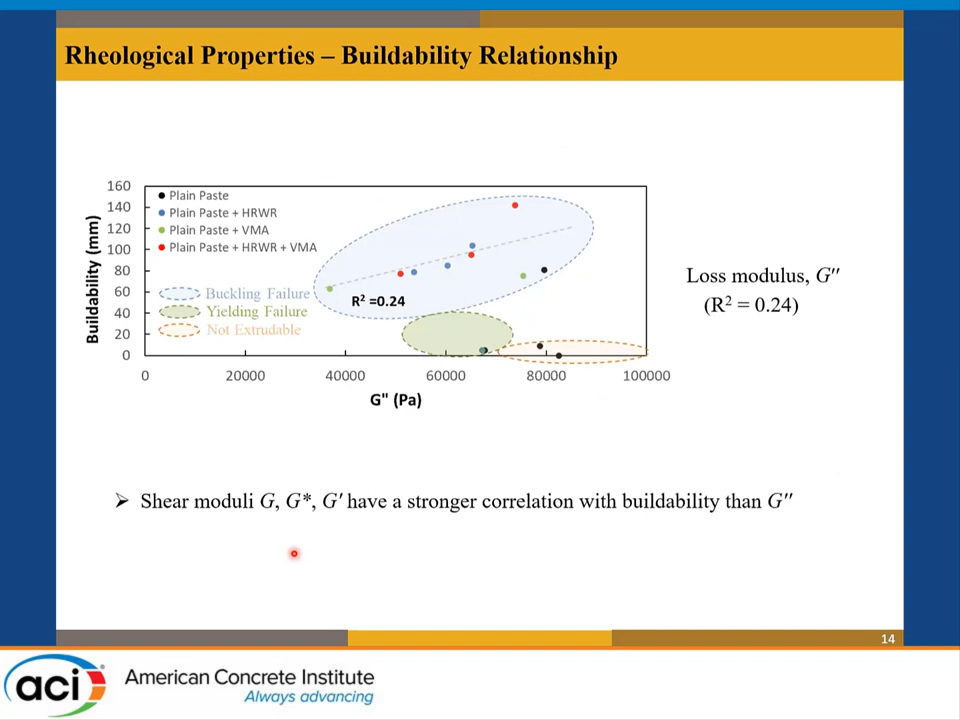 Rheological Properties – Buildability Relationship
Buildability (mm)
160
140
120
100
80
60
40
20
0
Plain Paste
Plain Paste + HRWR
Plain Paste + VMA
Plain Paste + HRWR + VMA
Buckling Failure
Yielding Failure
Not Extrudable
R² =0.24
0 20000 40000 60000 80000 100000
G" (Pa)
Loss modulus, G″
(R² = 0.24)
➢ Shear moduli G, G*, G′ have a stronger correlation with buildability than G″
14
aci
American Concrete Institute
Always advancing